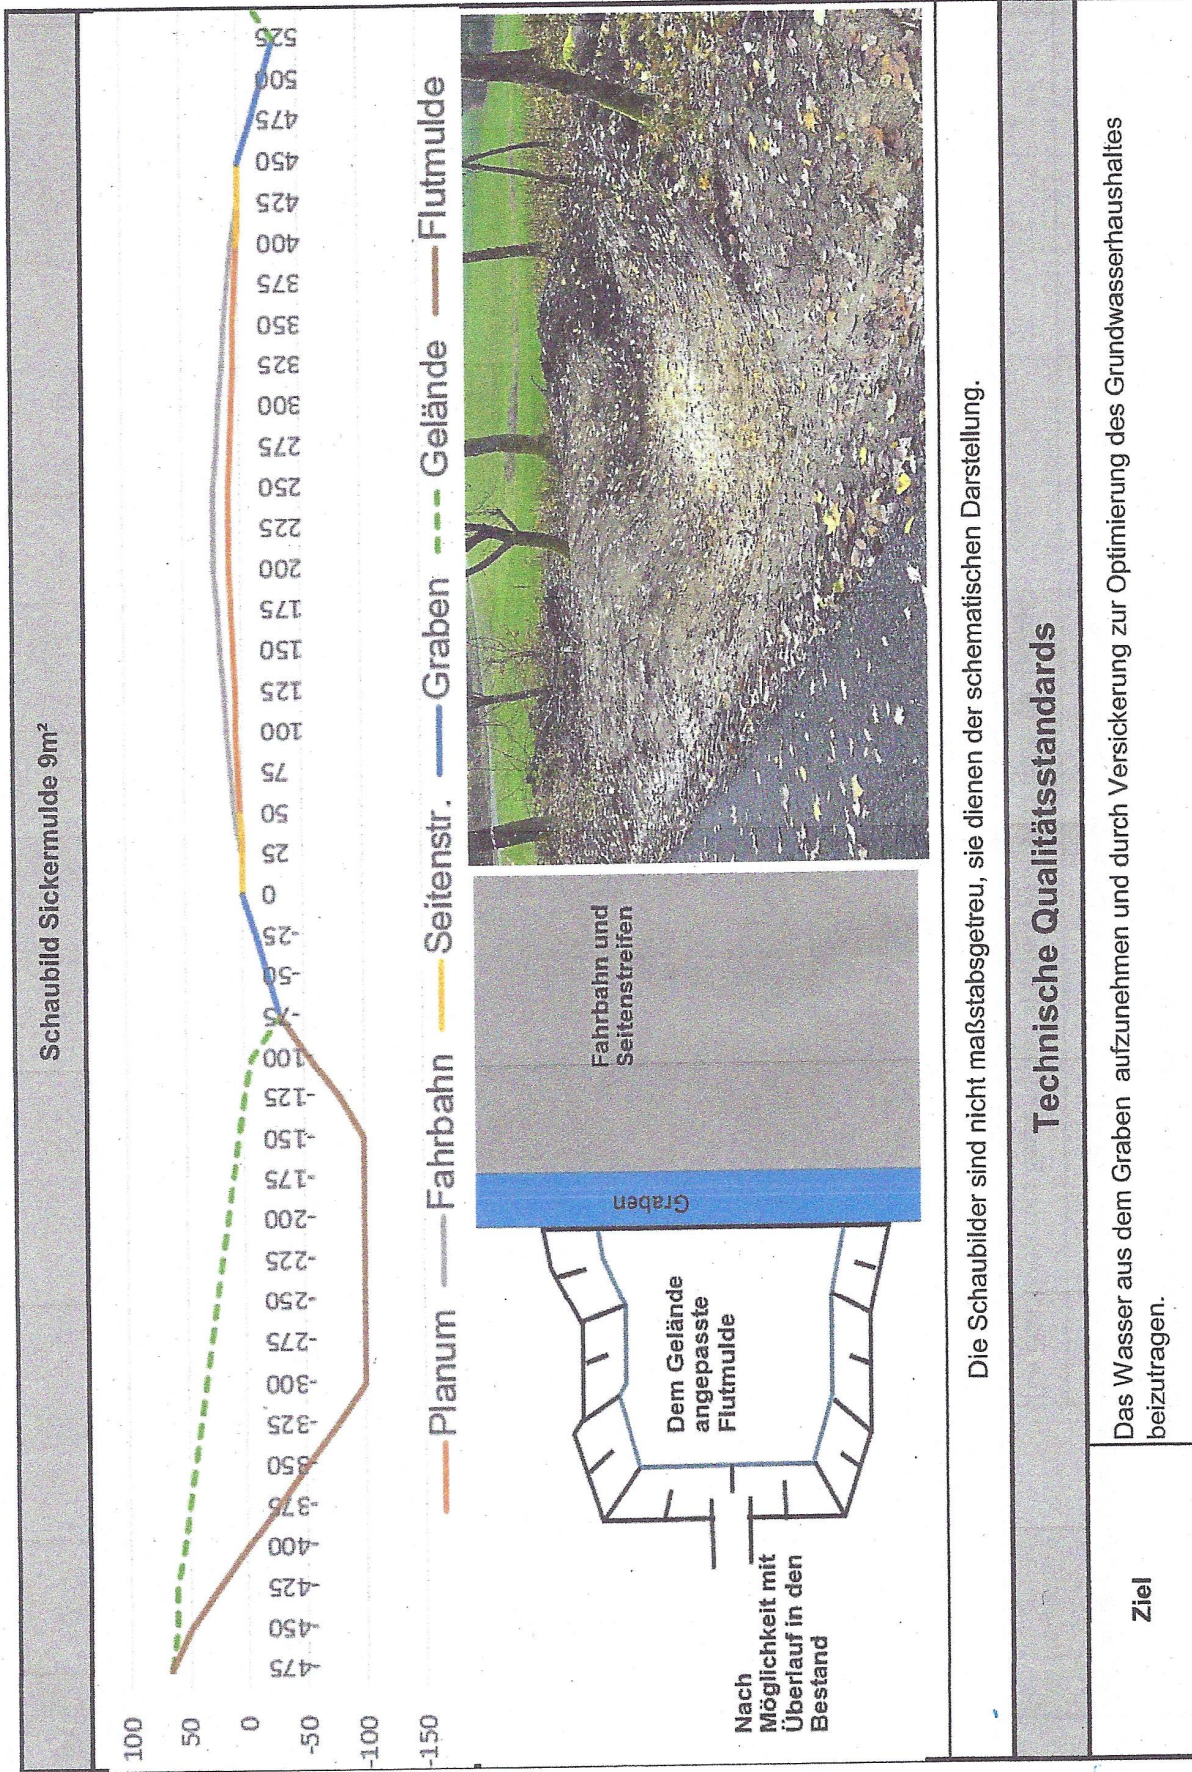 Schaubild Sickermulde 9m²
100
50
0
-50
-100
-150
-475 -450 -425 -400 -375 -350 -325 -300 -275 -250 -225 -200 -175 -150 -125 -100 -75 -50 -25 0 25 50 75 100 125 150 175 200 225 250 275 300 325 350 375 400 425 450 475 500 525
Planum Fahrbahn Seitenstr. Graben Gelände Flutmulde
Nach
Möglichkeit mit
Überlauf in den
Bestand
Dem Gelände
angepasste
Flutmulde
Graben
Fahrbahn und
Seitenstreifen
Die Schaubilder sind nicht maßstabsgetreu, sie dienen der schematischen Darstellung.
Technische Qualitätsstandards
Ziel
Das Wasser aus dem Graben aufzunehmen und durch Versickerung zur Optimierung des Grundwasserhaushaltes
beizutragen.